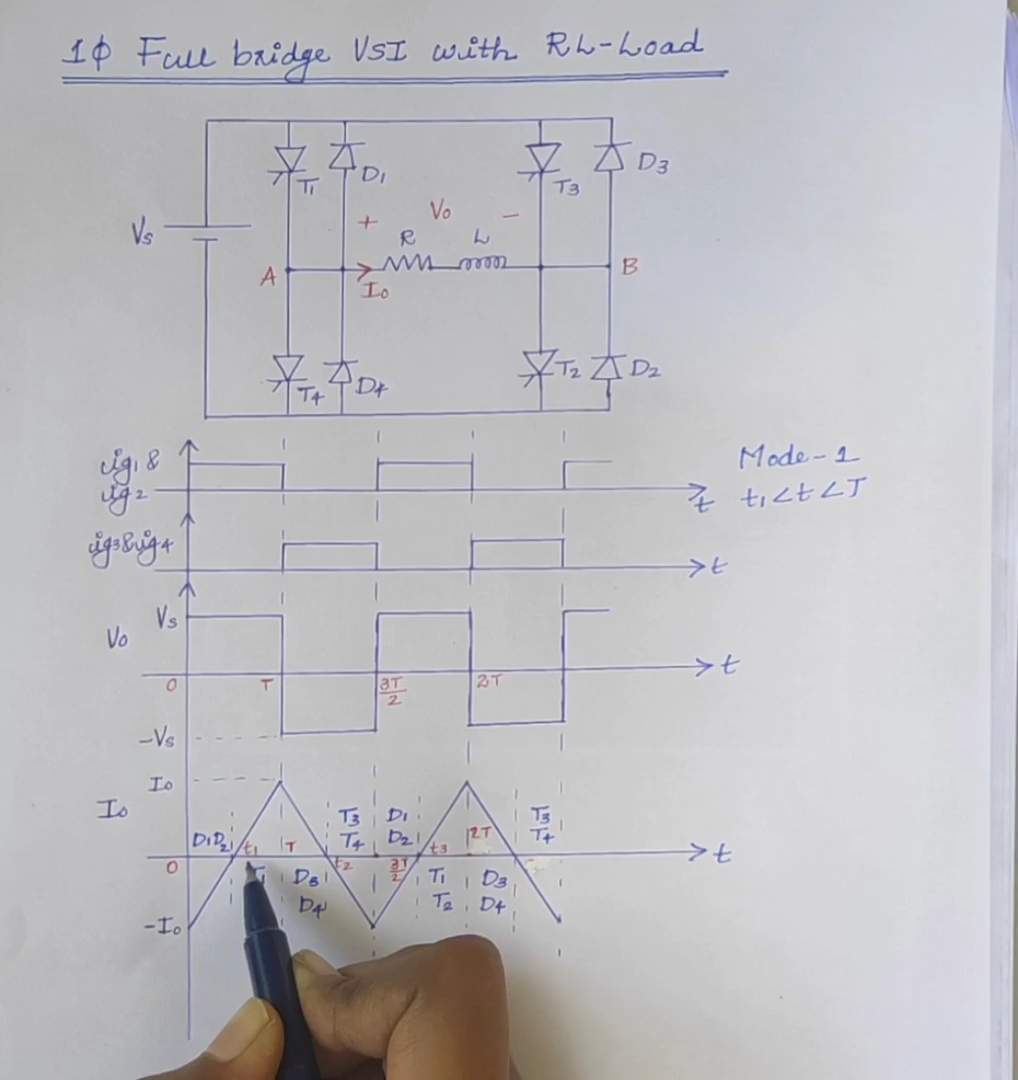 1Φ Full bridge VSI with RL-Load
T1 D1 T3 D3
Vs
+ Vo −
R L
A B
Io
T4 D4 T2 D2
ig1 &
ig2
t
Mode-1
t1<t<T
ig3&ig4
t
Vs
Vo
t
0 T 3T/2 2T
-Vs
Io
Io
D1D2 T3 D1 T3
T4 D2 T4
t1 T t2 3T/2 t3 2T
t
0
T1 D3 T1 D3
D4 T2 D4
-Io